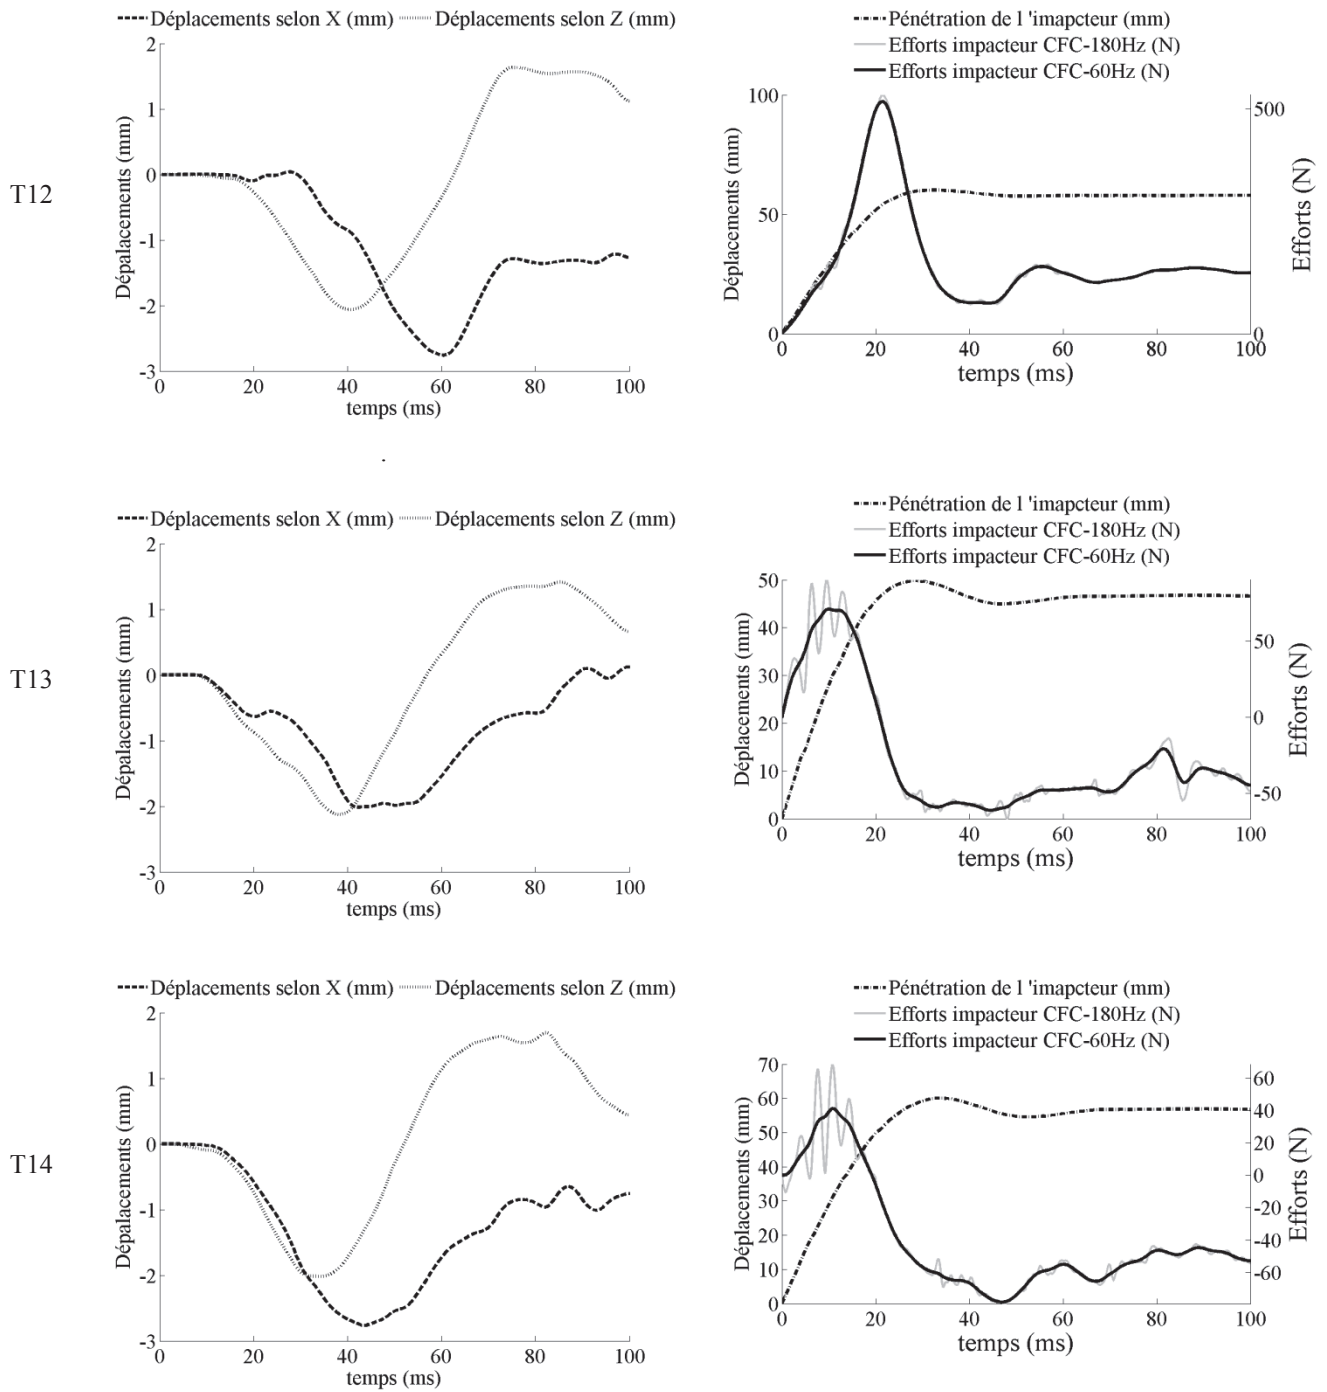 T12
Déplacements selon X (mm) Déplacements selon Z (mm)
2
1
0
-1
-2
-3
Dépalacements (mm)
0 20 40 60 80 100
temps (ms)
Pénétration de l 'imapcteur (mm)
Efforts impacteur CFC-180Hz (N)
Efforts impacteur CFC-60Hz (N)
100
50
0
Déplacements (mm)
500
0
Efforts (N)
0 20 40 60 80 100
temps (ms)
T13
Déplacements selon X (mm) Déplacements selon Z (mm)
2
1
0
-1
-2
-3
Dépalacements (mm)
0 20 40 60 80 100
temps (ms)
Pénétration de l 'imapcteur (mm)
Efforts impacteur CFC-180Hz (N)
Efforts impacteur CFC-60Hz (N)
50
40
30
20
10
0
Déplacements (mm)
50
0
-50
Efforts (N)
0 20 40 60 80 100
temps (ms)
T14
Déplacements selon X (mm) Déplacements selon Z (mm)
2
1
0
-1
-2
-3
Dépalacements (mm)
0 20 40 60 80 100
temps (ms)
Pénétration de l 'imapcteur (mm)
Efforts impacteur CFC-180Hz (N)
Efforts impacteur CFC-60Hz (N)
70
60
50
40
30
20
10
0
Déplacements (mm)
60
40
20
0
-20
-40
-60
Efforts (N)
0 20 40 60 80 100
temps (ms)